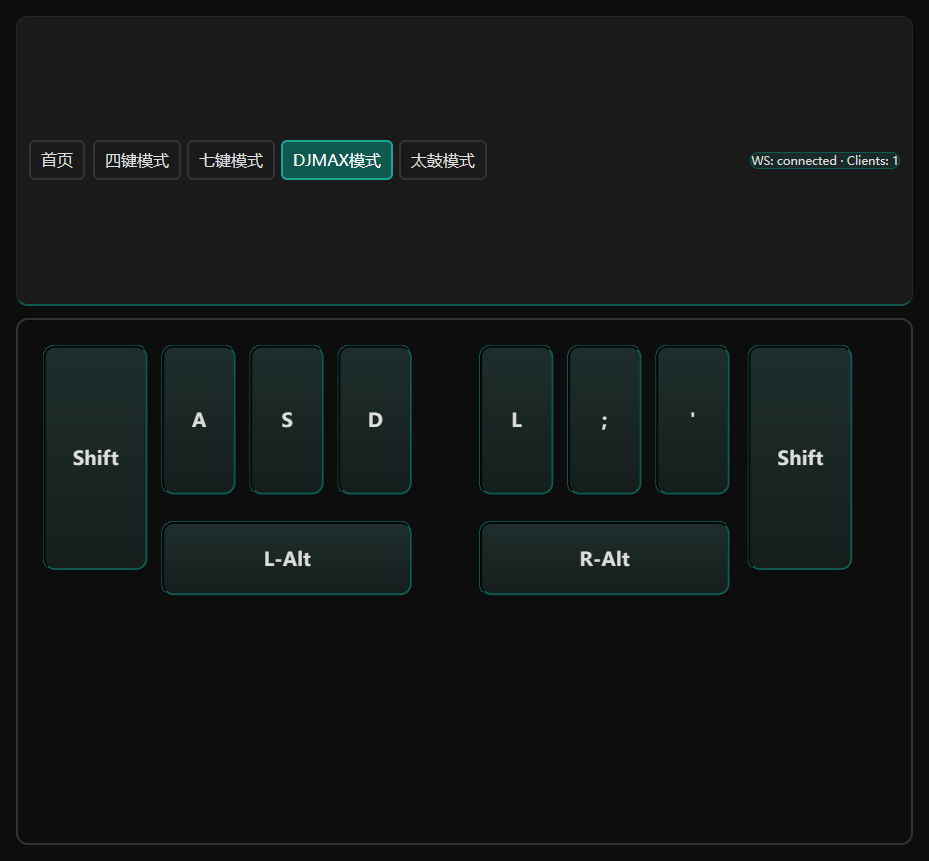 首页 四键模式 七键模式 DJMAX模式 太鼓模式 WS: connected · Clients: 1
Shift A S D L ; ' Shift
L-Alt R-Alt